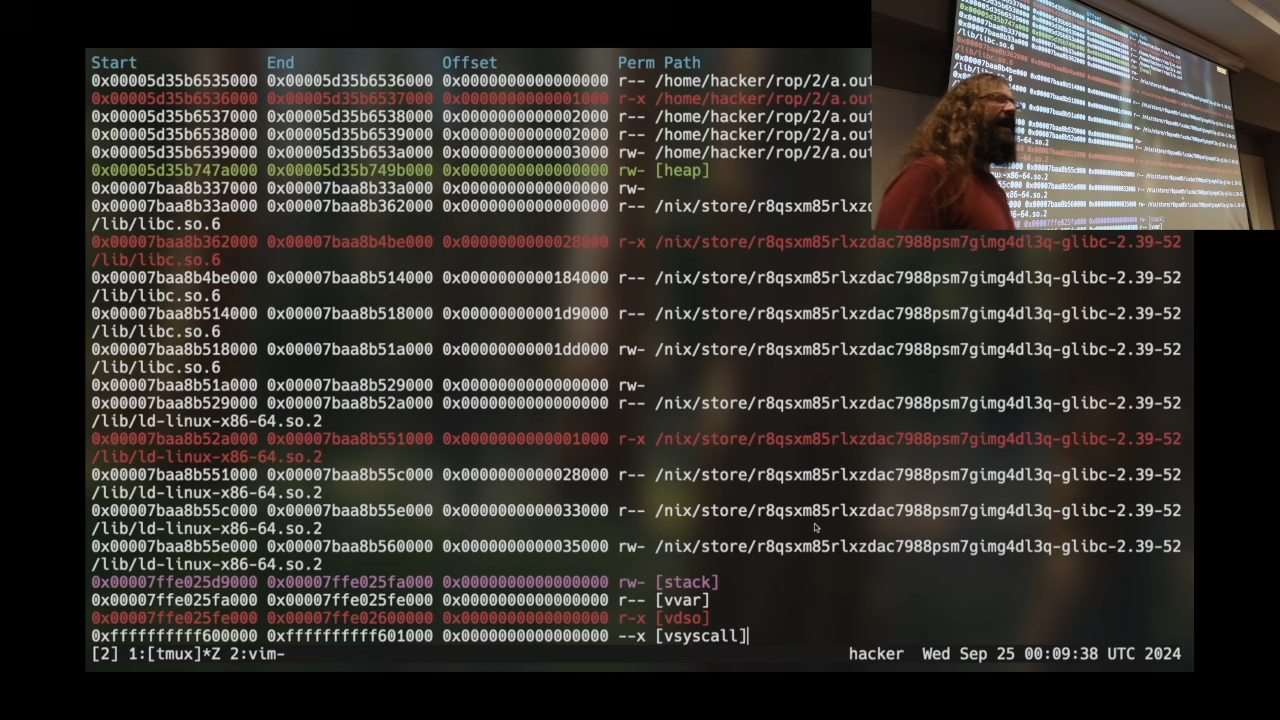 Start End Offset Perm Path
0x00005d35b6535000 0x00005d35b6536000 0x0000000000000000 r-- /home/hacker/rop/2/a.out
0x00005d35b6536000 0x00005d35b6537000 0x0000000000001000 r-x /home/hacker/rop/2/a.out
0x00005d35b6537000 0x00005d35b6538000 0x0000000000002000 r-- /home/hacker/rop/2/a.out
0x00005d35b6538000 0x00005d35b6539000 0x0000000000002000 r-- /home/hacker/rop/2/a.out
0x00005d35b6539000 0x00005d35b653a000 0x0000000000003000 rw- /home/hacker/rop/2/a.out
0x00005d35b747a000 0x00005d35b749b000 0x0000000000000000 rw- [heap]
0x00007baa8b337000 0x00007baa8b33a000 0x0000000000000000 rw-
0x00007baa8b33a000 0x00007baa8b362000 0x0000000000000000 r-- /nix/store/r8qsxm85rlxzd
/lib/libc.so.6
0x00007baa8b362000 0x00007baa8b4be000 0x0000000000028000 r-x /nix/store/r8qsxm85rlxzdac7988psm7gimg4dl3q-glibc-2.39-52
/lib/libc.so.6
0x00007baa8b4be000 0x00007baa8b514000 0x0000000000184000 r-- /nix/store/r8qsxm85rlxzdac7988psm7gimg4dl3q-glibc-2.39-52
/lib/libc.so.6
0x00007baa8b514000 0x00007baa8b518000 0x00000000001d9000 r-- /nix/store/r8qsxm85rlxzdac7988psm7gimg4dl3q-glibc-2.39-52
/lib/libc.so.6
0x00007baa8b518000 0x00007baa8b51a000 0x00000000001dd000 rw- /nix/store/r8qsxm85rlxzdac7988psm7gimg4dl3q-glibc-2.39-52
/lib/libc.so.6
0x00007baa8b51a000 0x00007baa8b529000 0x0000000000000000 rw-
0x00007baa8b529000 0x00007baa8b52a000 0x0000000000000000 r-- /nix/store/r8qsxm85rlxzdac7988psm7gimg4dl3q-glibc-2.39-52
/lib/ld-linux-x86-64.so.2
0x00007baa8b52a000 0x00007baa8b551000 0x0000000000001000 r-x /nix/store/r8qsxm85rlxzdac7988psm7gimg4dl3q-glibc-2.39-52
/lib/ld-linux-x86-64.so.2
0x00007baa8b551000 0x00007baa8b55c000 0x0000000000028000 r-- /nix/store/r8qsxm85rlxzdac7988psm7gimg4dl3q-glibc-2.39-52
/lib/ld-linux-x86-64.so.2
0x00007baa8b55c000 0x00007baa8b55e000 0x0000000000033000 r-- /nix/store/r8qsxm85rlxzdac7988psm7gimg4dl3q-glibc-2.39-52
/lib/ld-linux-x86-64.so.2
0x00007baa8b55e000 0x00007baa8b560000 0x0000000000035000 rw- /nix/store/r8qsxm85rlxzdac7988psm7gimg4dl3q-glibc-2.39-52
/lib/ld-linux-x86-64.so.2
0x00007ffe025d9000 0x00007ffe025fa000 0x0000000000000000 rw- [stack]
0x00007ffe025fa000 0x00007ffe025fe000 0x0000000000000000 r-- [vvar]
0x00007ffe025fe000 0x00007ffe02600000 0x0000000000000000 r-x [vdso]
0xffffffffff600000 0xffffffffff601000 0x0000000000000000 --x [vsyscall]
[2] 1:[tmux]*Z 2:vim- hacker Wed Sep 25 00:09:38 UTC 2024